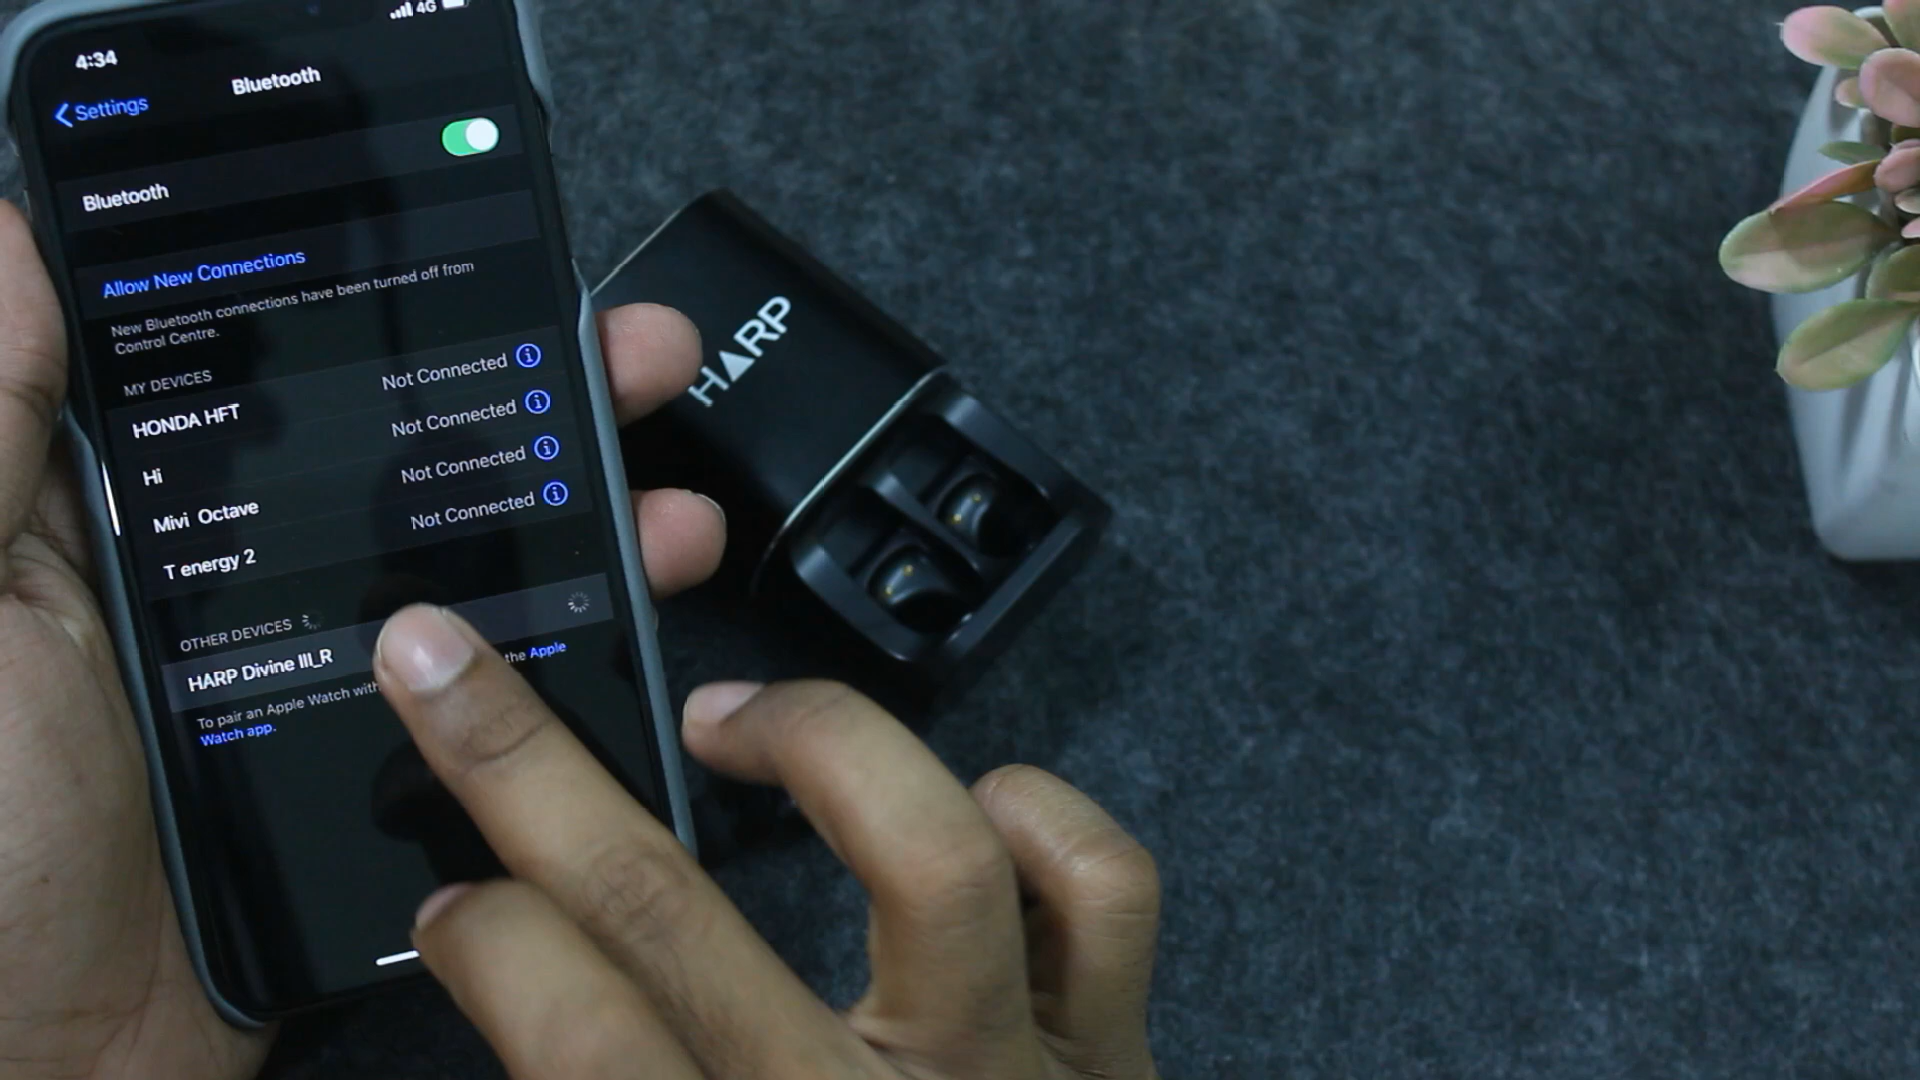 4:34
4G
Settings
Bluetooth
Bluetooth
Allow New Connections
New Bluetooth connections have been turned off from
Control Centre.
MY DEVICES
HONDA HFT Not Connected
Hi Not Connected
Mivi Octave Not Connected
T energy 2 Not Connected
OTHER DEVICES
HARP Divine III_R
To pair an Apple Watch with the Apple
Watch app.
HARP